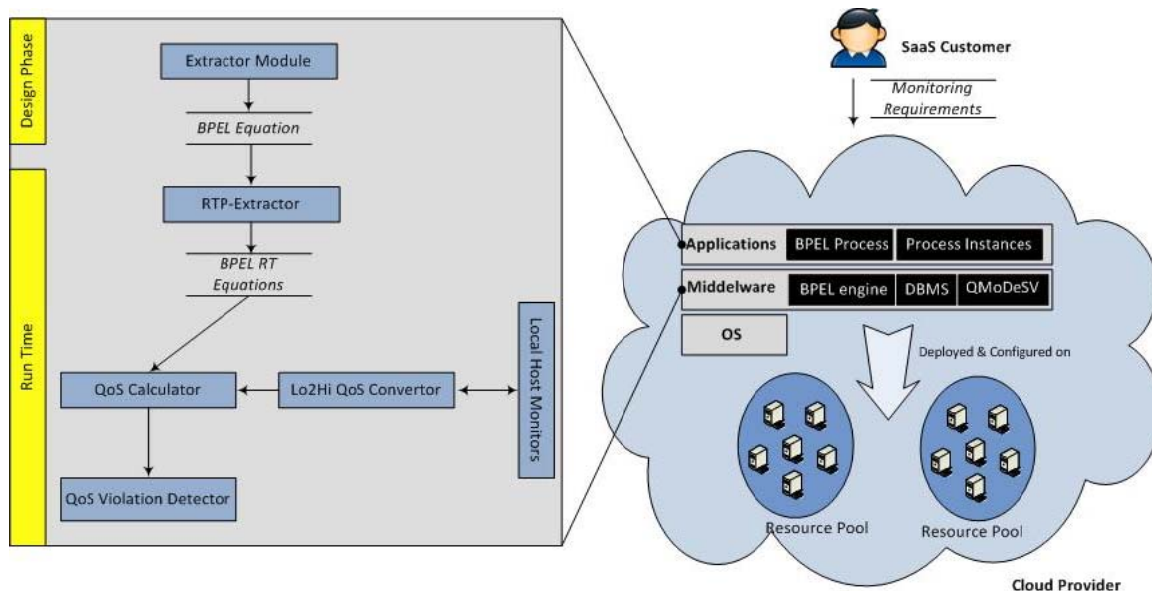 Design Phase
Extractor Module
BPEL Equation
Run Time
RTP-Extractor
BPEL RT
Equations
QoS Calculator
Lo2Hi QoS Convertor
Local Host
Monitors
QoS Violation Detector
SaaS Customer
Monitoring
Requirements
Applications
BPEL Process
Process Instances
Middelware
BPEL engine
DBMS
QMoDeSV
OS
Deployed & Configured on
Resource Pool
Resource Pool
Cloud Provider